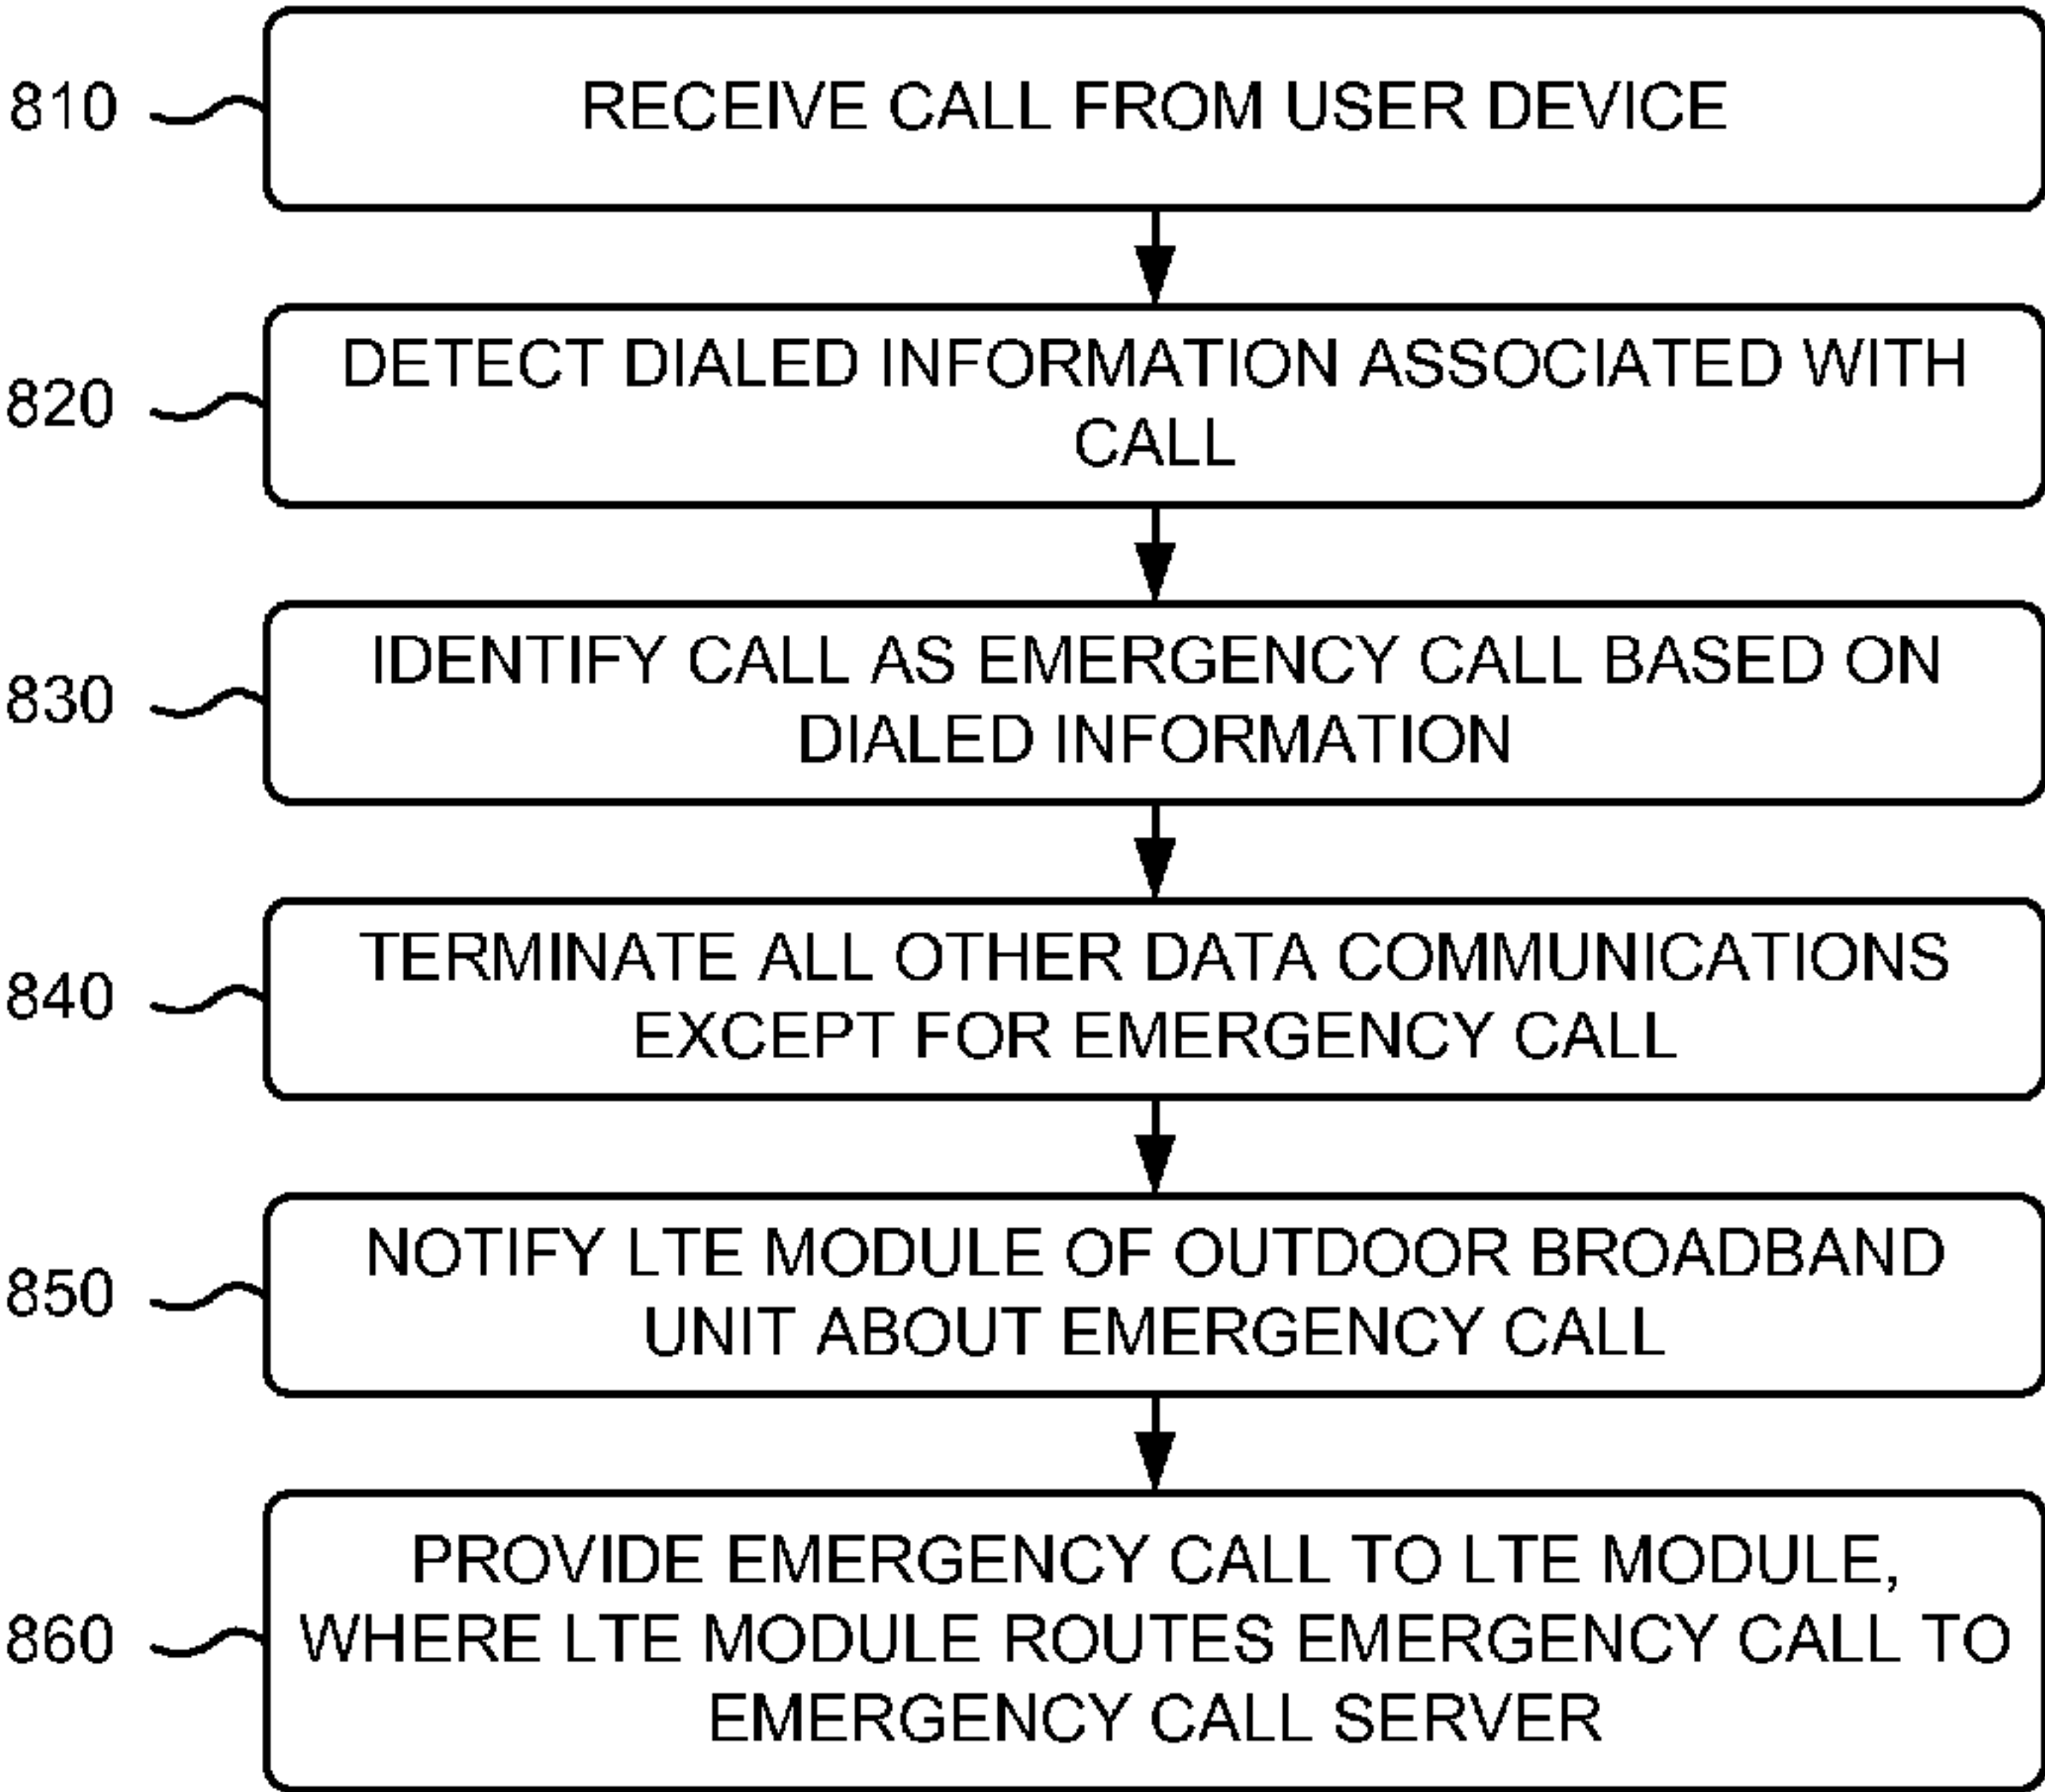 810
RECEIVE CALL FROM USER DEVICE
820
DETECT DIALED INFORMATION ASSOCIATED WITH
CALL
830
IDENTIFY CALL AS EMERGENCY CALL BASED ON
DIALED INFORMATION
840
TERMINATE ALL OTHER DATA COMMUNICATIONS
EXCEPT FOR EMERGENCY CALL
850
NOTIFY LTE MODULE OF OUTDOOR BROADBAND
UNIT ABOUT EMERGENCY CALL
860
PROVIDE EMERGENCY CALL TO LTE MODULE,
WHERE LTE MODULE ROUTES EMERGENCY CALL TO
EMERGENCY CALL SERVER